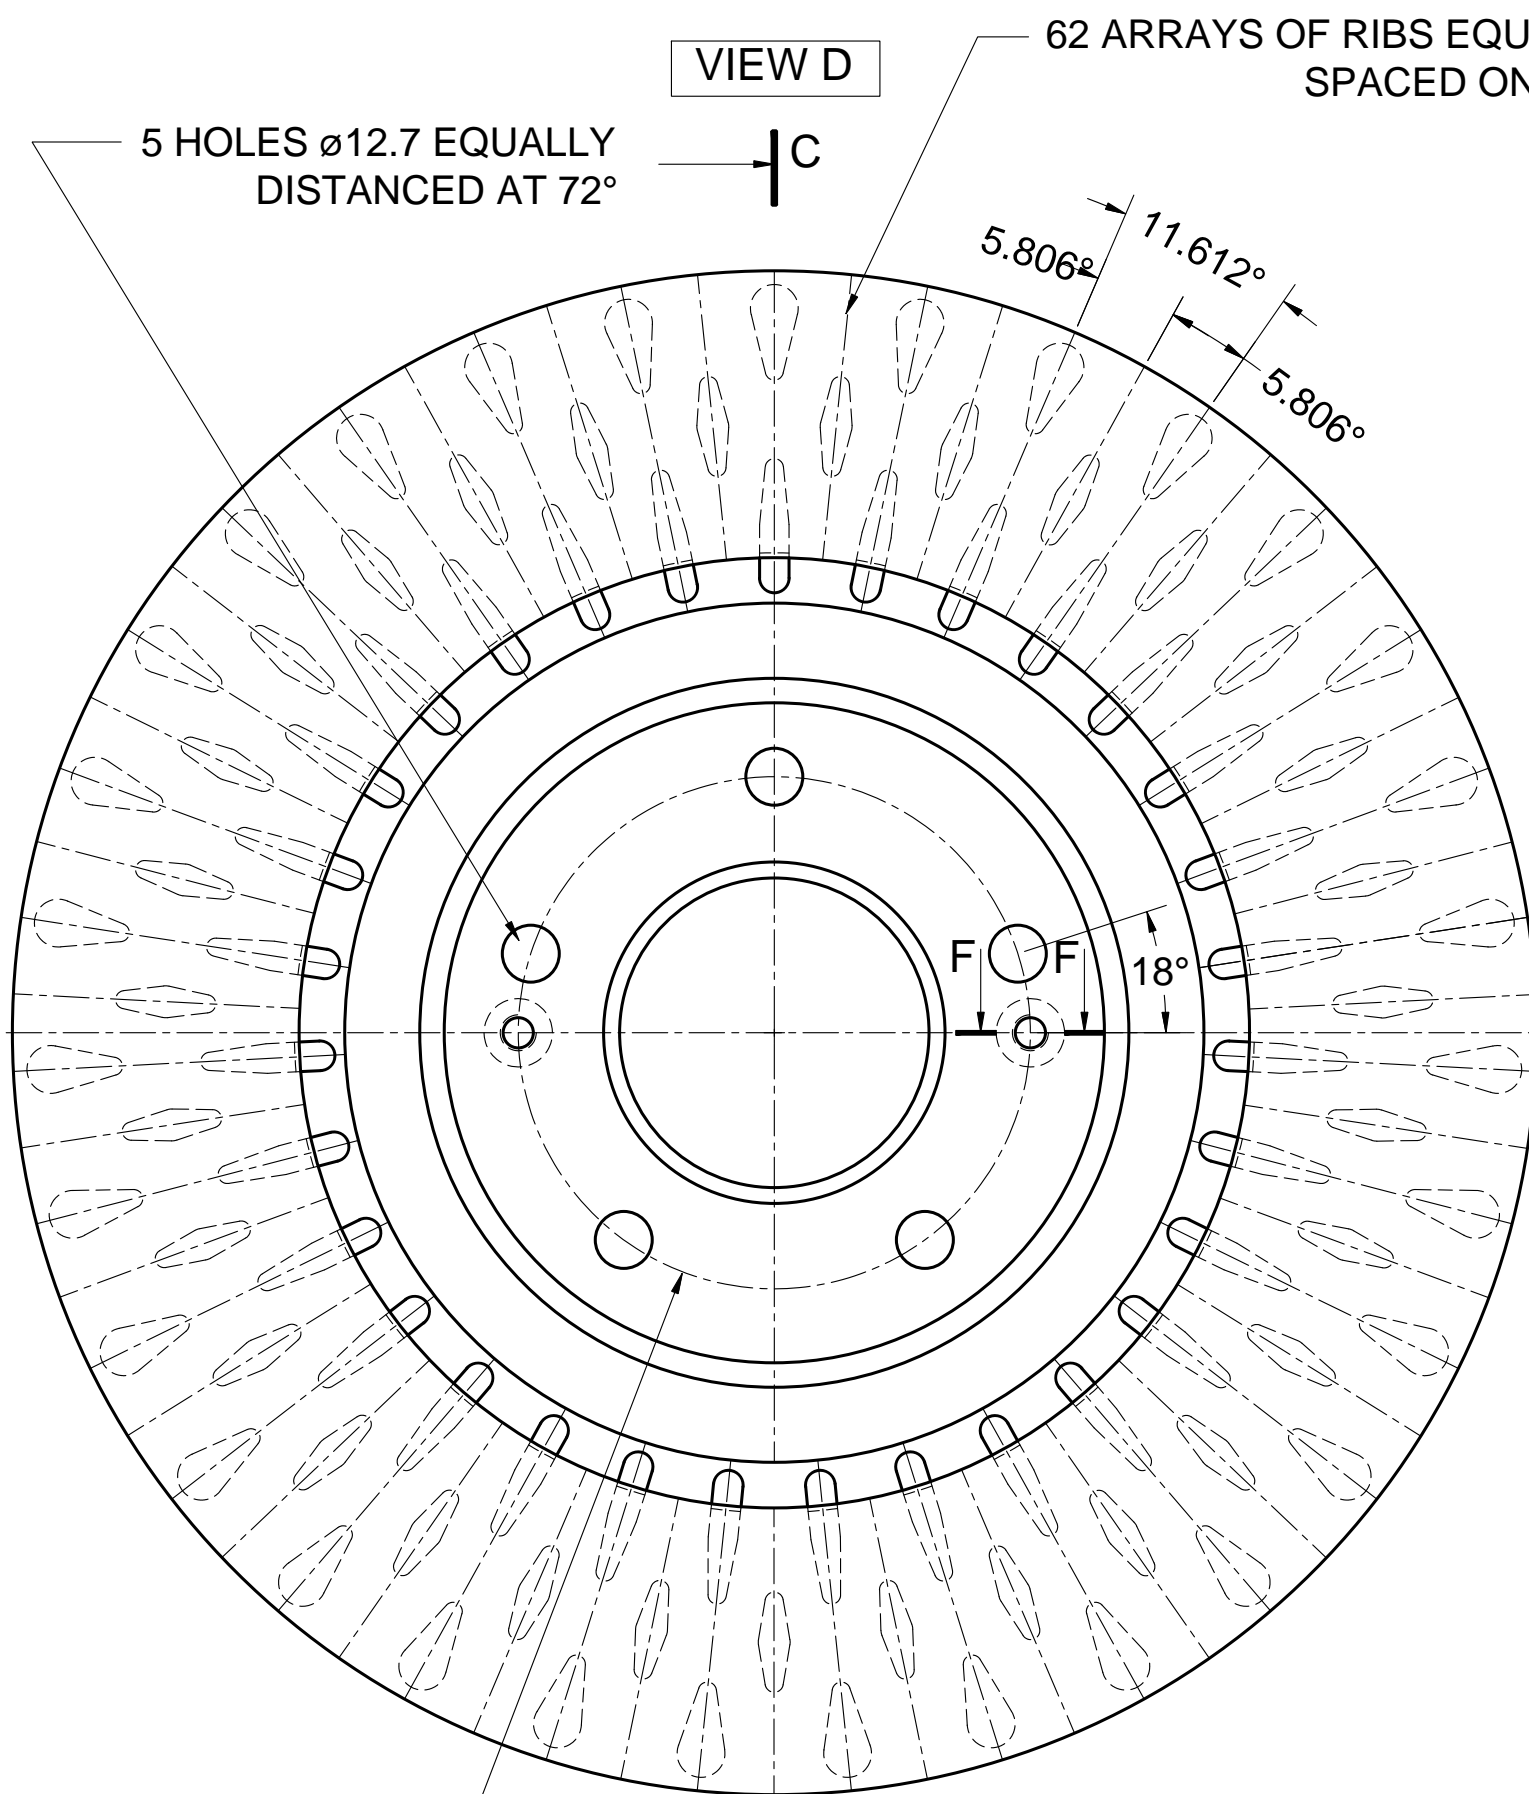 VIEW D
62 ARRAYS OF RIBS EQU
SPACED ON
5 HOLES ø12.7 EQUALLY
DISTANCED AT 72°
C
5.806°
11.612°
5.806°
F
F
18°